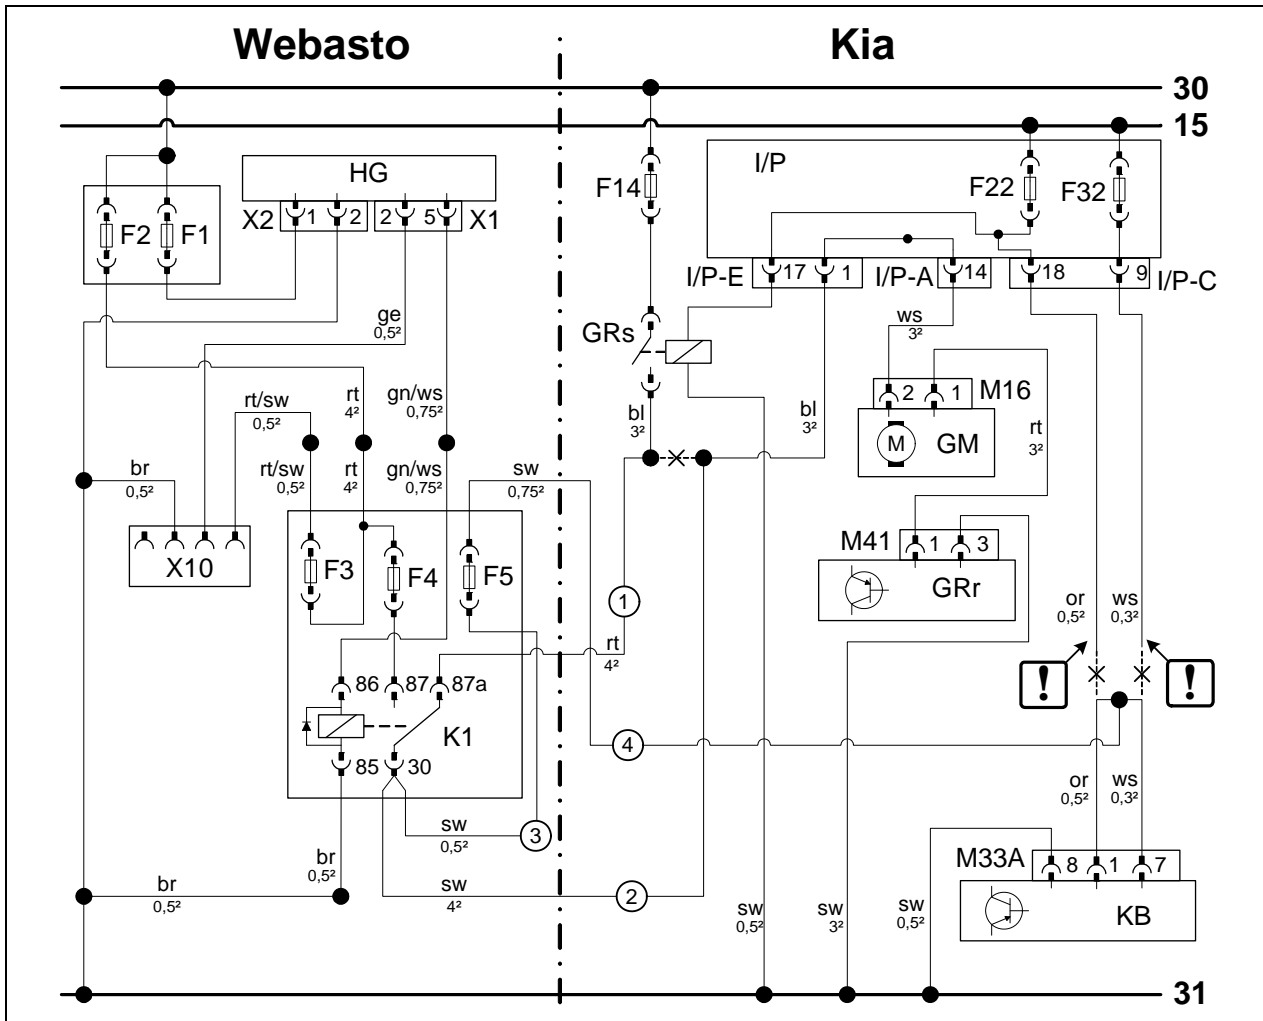 Webasto Kia
30
15
HG I/P
F14 F22 F32
F2 F1 X2 1 2 2 5 X1
I/P-E 17 1 I/P-A 14 18 9 I/P-C
ge
0,5²
GRs ws
3²
rt/sw
0,5²
rt
4²
gn/ws
0,75²
bl
3²
bl
3²
2 1 M16
M GM
rt
3²
br
0,5²
rt/sw
0,5²
rt
4²
gn/ws
0,75²
sw
0,75²
X10
F3 F4 F5
M41 1 3
GRr
1
or
0,5²
ws
0,3²
rt
4²
! !
86 87 87a
K1
4
85 30
or
0,5²
ws
0,3²
sw
0,5²
3
M33A 8 1 7
KB
br
0,5²
br
0,5²
sw
4²
2
sw
0,5²
sw
3²
sw
0,5²
31